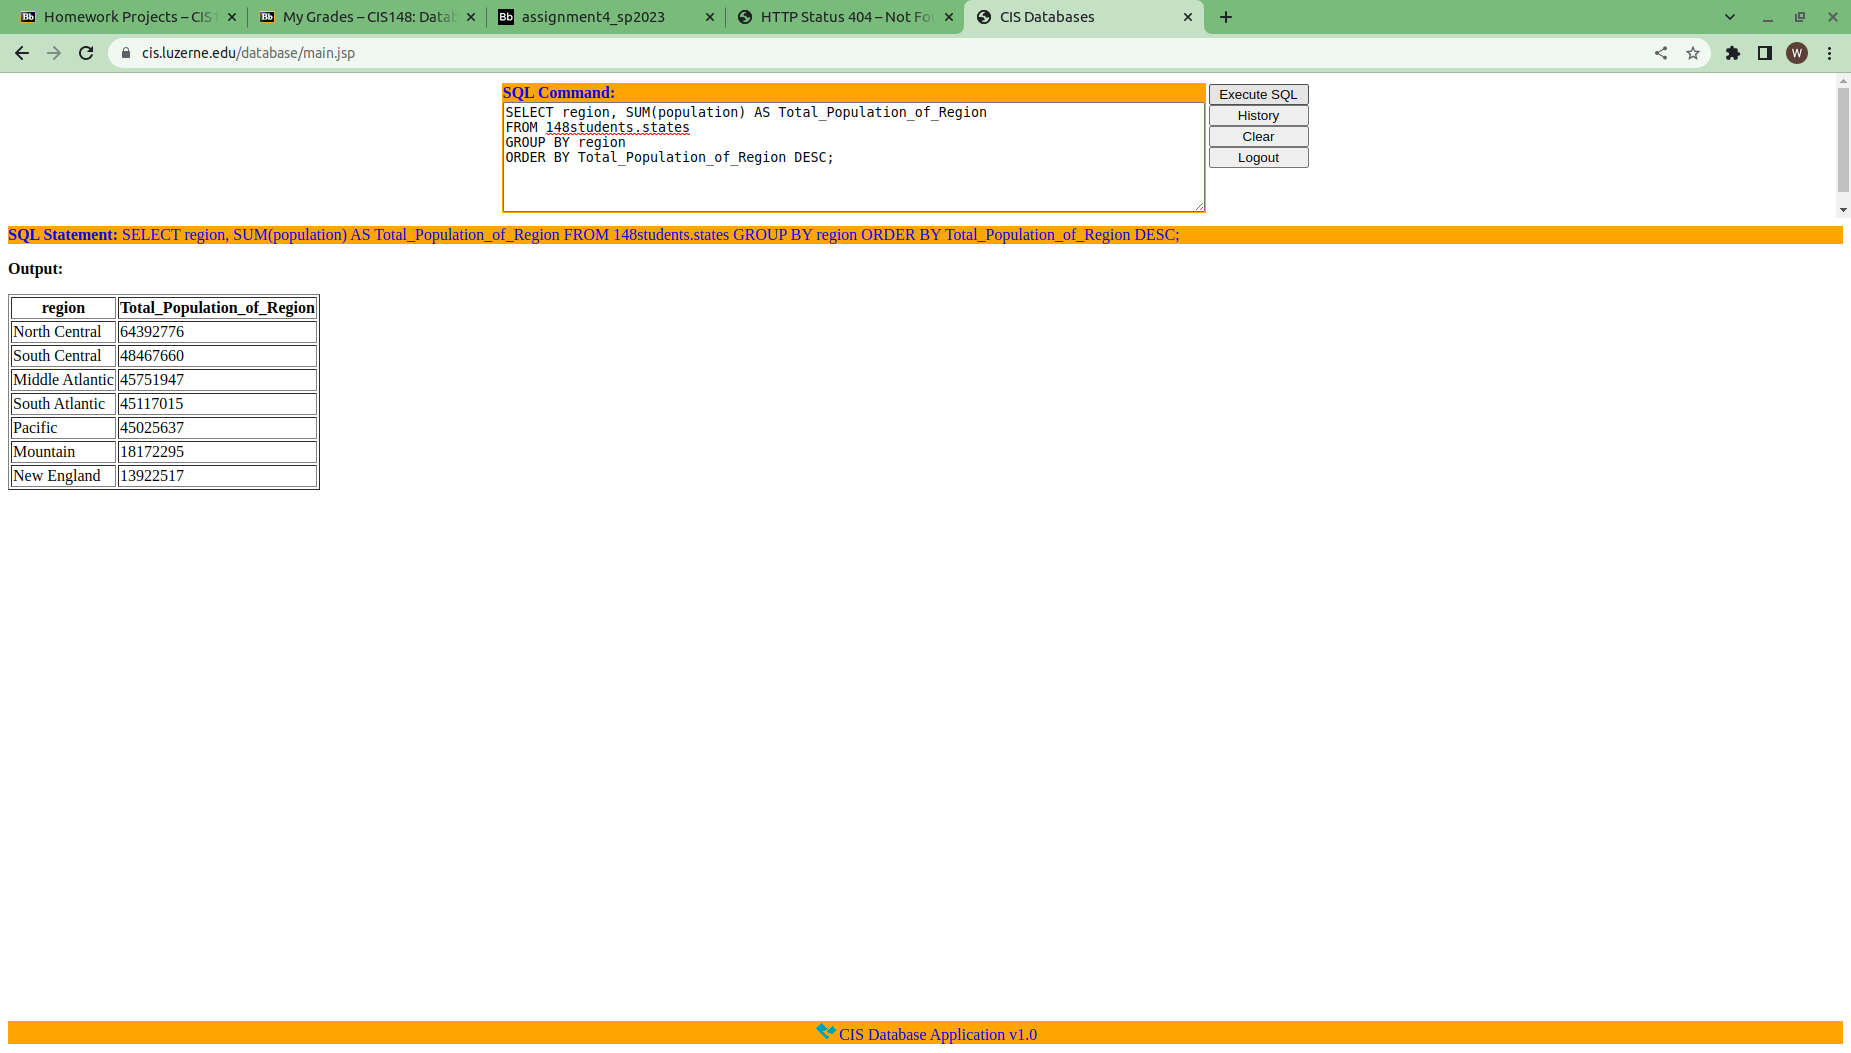 Homework Projects – CIS1
My Grades – CIS148: Datab
assignment4_sp2023
HTTP Status 404 – Not Fou
CIS Databases
cis.luzerne.edu/database/main.jsp
W
SQL Command:
SELECT region, SUM(population) AS Total_Population_of_Region
FROM 148students.states
GROUP BY region
ORDER BY Total_Population_of_Region DESC;
Execute SQL
History
Clear
Logout
SQL Statement: SELECT region, SUM(population) AS Total_Population_of_Region FROM 148students.states GROUP BY region ORDER BY Total_Population_of_Region DESC;
Output:
region Total_Population_of_Region
North Central 64392776
South Central 48467660
Middle Atlantic 45751947
South Atlantic 45117015
Pacific 45025637
Mountain 18172295
New England 13922517
CIS Database Application v1.0